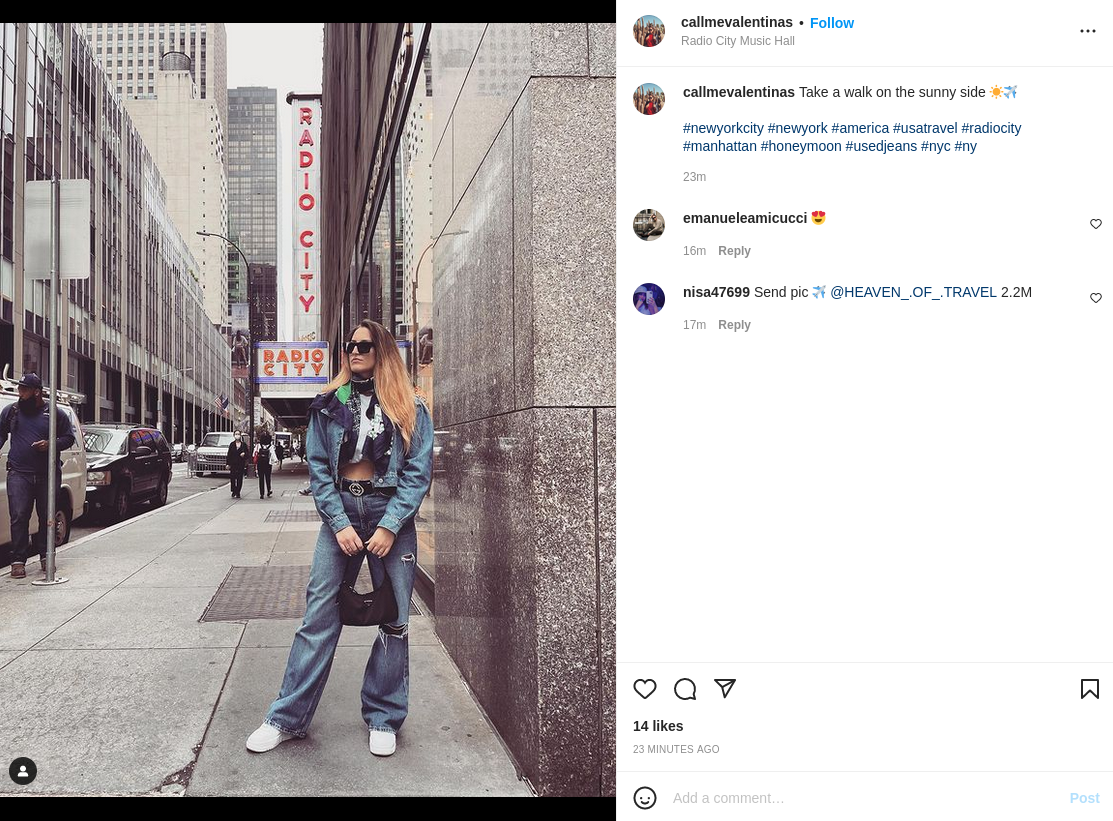 RADIO CITY
RADIO
CITY
callmevalentinas • Follow
Radio City Music Hall
callmevalentinas Take a walk on the sunny side ☀️✈️
#newyorkcity #newyork #america #usatravel #radiocity
#manhattan #honeymoon #usedjeans #nyc #ny
23m
emanueleamicucci 😍
16m Reply
nisa47699 Send pic ✈️ @HEAVEN_.OF_.TRAVEL 2.2M
17m Reply
14 likes
23 MINUTES AGO
Add a comment…
Post